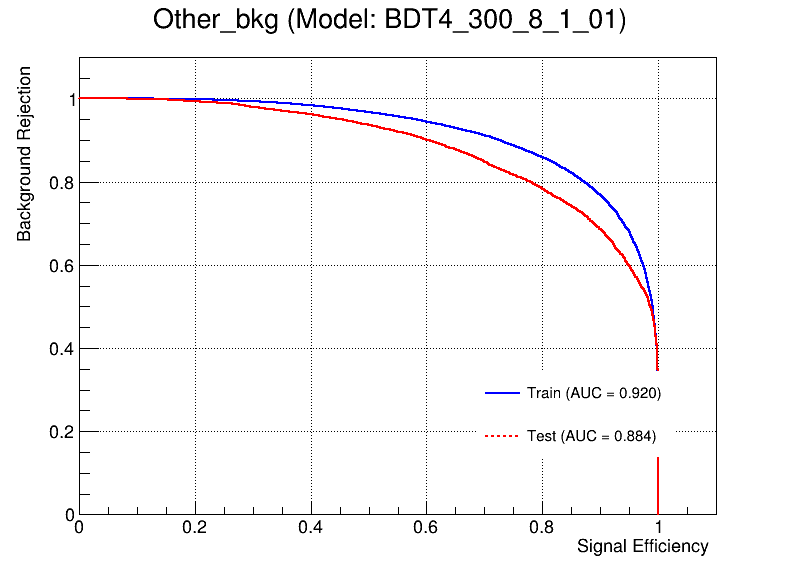 Other_bkg (Model: BDT4_300_8_1_01)
Background Rejection
1
0.8
0.6
0.4
0.2
0
Train (AUC = 0.920)
Test (AUC = 0.884)
0 0.2 0.4 0.6 0.8 1
Signal Efficiency